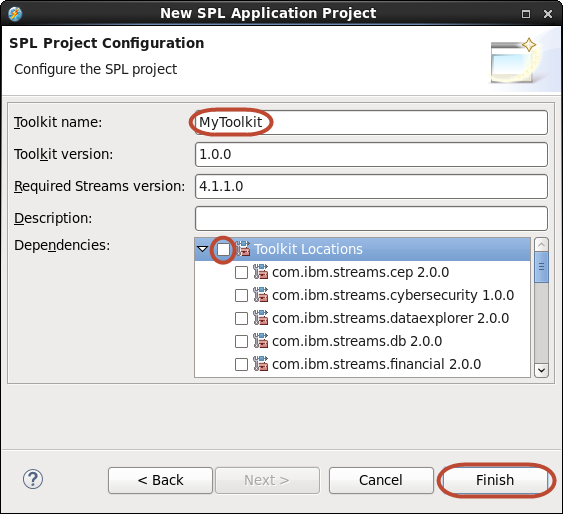 New SPL Application Project
SPL Project Configuration
Configure the SPL project
Toolkit name: MyToolkit
Toolkit version: 1.0.0
Required Streams version: 4.1.1.0
Description:
Dependencies: Toolkit Locations
com.ibm.streams.cep 2.0.0
com.ibm.streams.cybersecurity 1.0.0
com.ibm.streams.dataexplorer 2.0.0
com.ibm.streams.db 2.0.0
com.ibm.streams.financial 2.0.0
? < Back Next > Cancel Finish